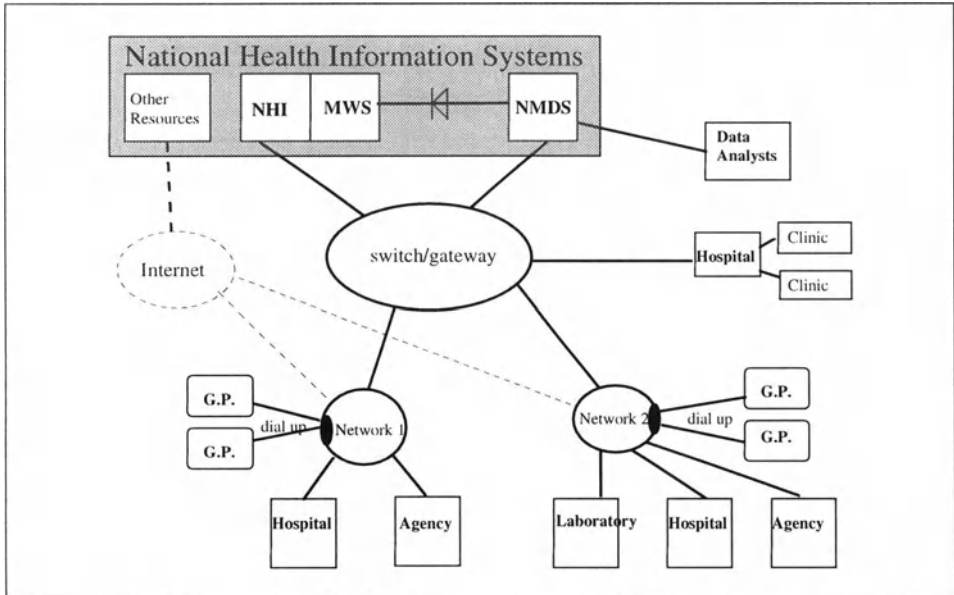 National Health Information Systems
Other
Resources
NHI
MWS
NMDS
Data
Analysts
switch/gateway
Hospital
Clinic
Clinic
Internet
G.P.
G.P.
dial up
Network 1
Network 2
dial up
G.P.
G.P.
Hospital
Agency
Laboratory
Hospital
Agency